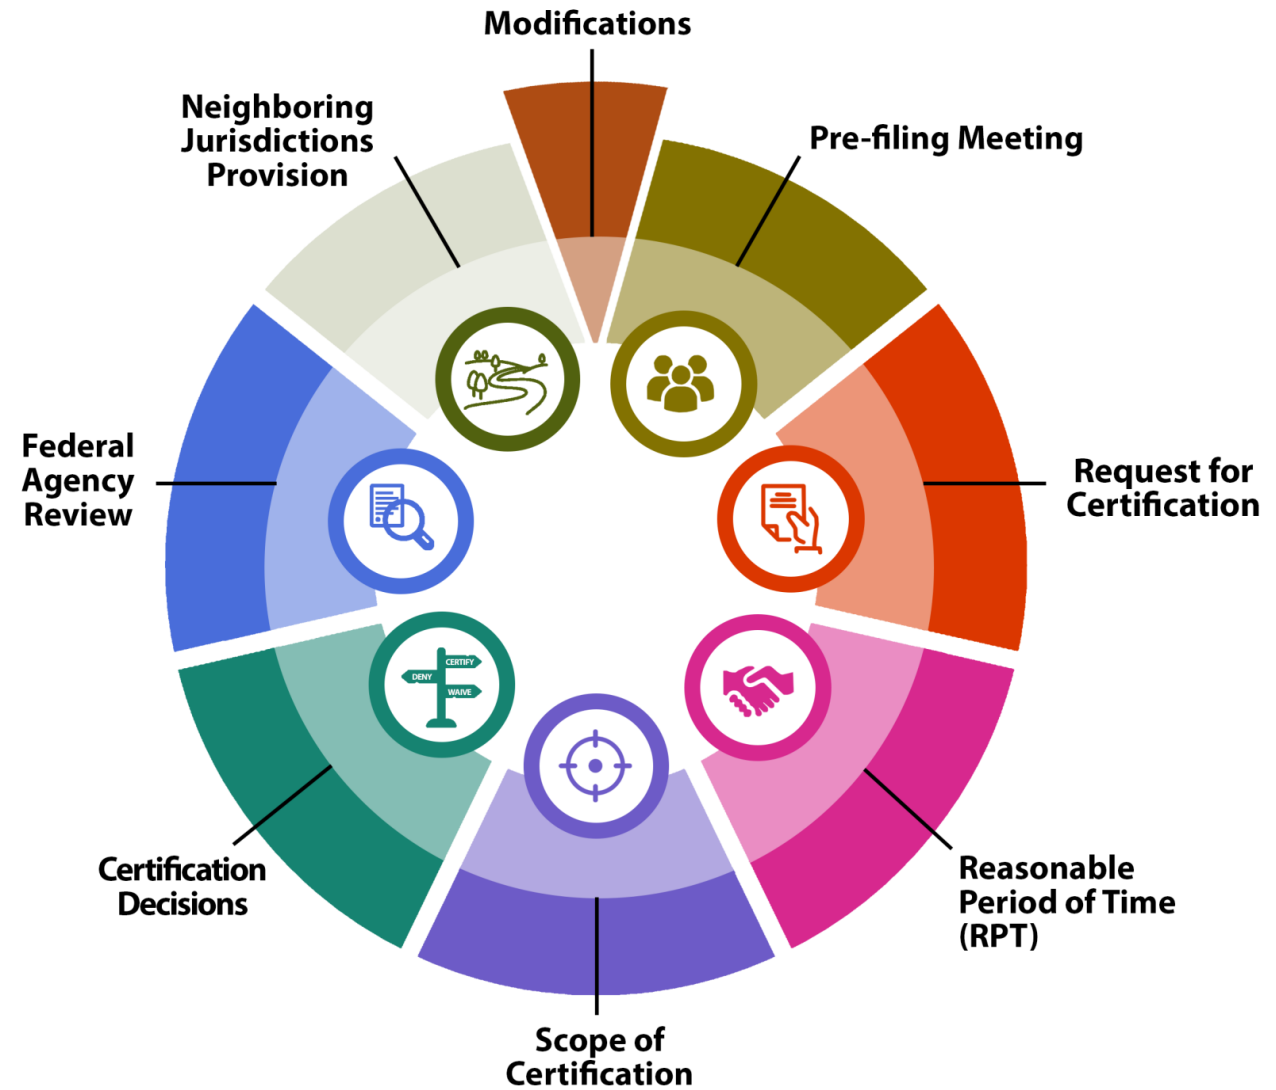 Modifications
Pre-filing Meeting
Request for
Certification
Reasonable
Period of Time
(RPT)
Scope of
Certification
Certification
Decisions
Federal
Agency
Review
Neighboring
Jurisdictions
Provision
CERTIFY
DENY
WAIVE